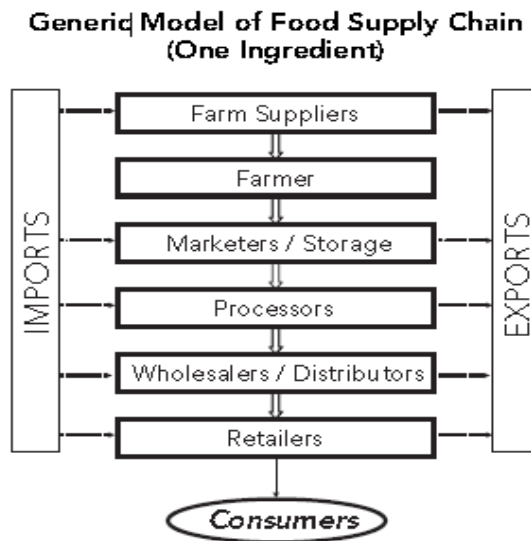 Generic Model of Food Supply Chain
(One Ingredient)
IMPORTS
Farm Suppliers
Farmer
Marketers / Storage
Processors
Wholesalers / Distributors
Retailers
EXPORTS
Consumers